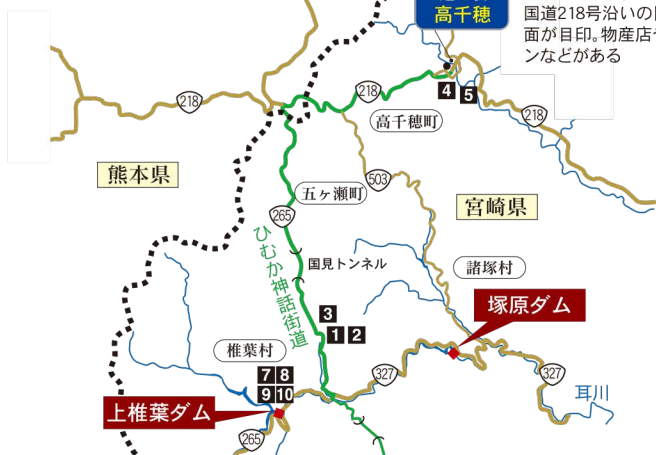 高千穂
国道218号沿いの
面が目印。物産店
ンなどがある
218
218
4 5
218
高千穂町
熊本県
503
五ヶ瀬町
宮崎県
265
ひむか神話街道
国見トンネル
諸塚村
3
1 2
塚原ダム
椎葉村
7 8
9 10
327
327
耳川
上椎葉ダム
265